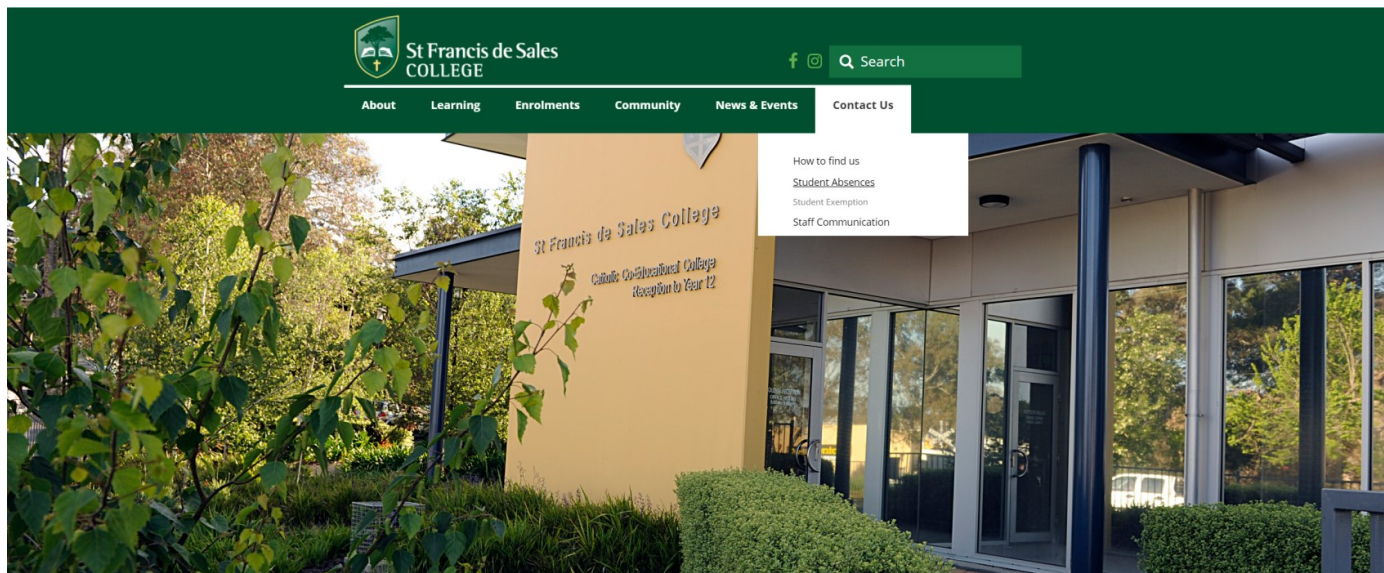 St Francis de Sales
COLLEGE
Search
About Learning Enrolments Community News & Events Contact Us
How to find us
Student Absences
Student Exemption
Staff Communication
St Francis de Sales College
Catholic Co-Educational College
Reception to Year 12